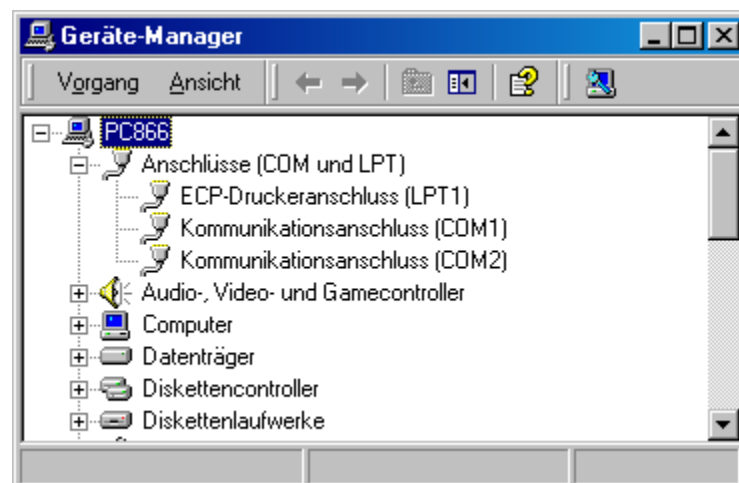 Geräte-Manager
Vorgang Ansicht
PC866
Anschlüsse (COM und LPT)
ECP-Druckeranschluss (LPT1)
Kommunikationsanschluss (COM1)
Kommunikationsanschluss (COM2)
Audio-, Video- und Gamecontroller
Computer
Datenträger
Diskettencontroller
Diskettenlaufwerke